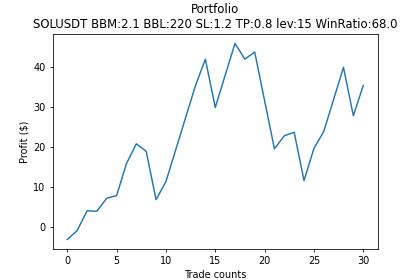 Portfolio
SOLUSDT BBM:2.1 BBL:220 SL:1.2 TP:0.8 lev:15 WinRatio:68.0
Profit ($)
40
30
20
10
0
0 5 10 15 20 25 30
Trade counts